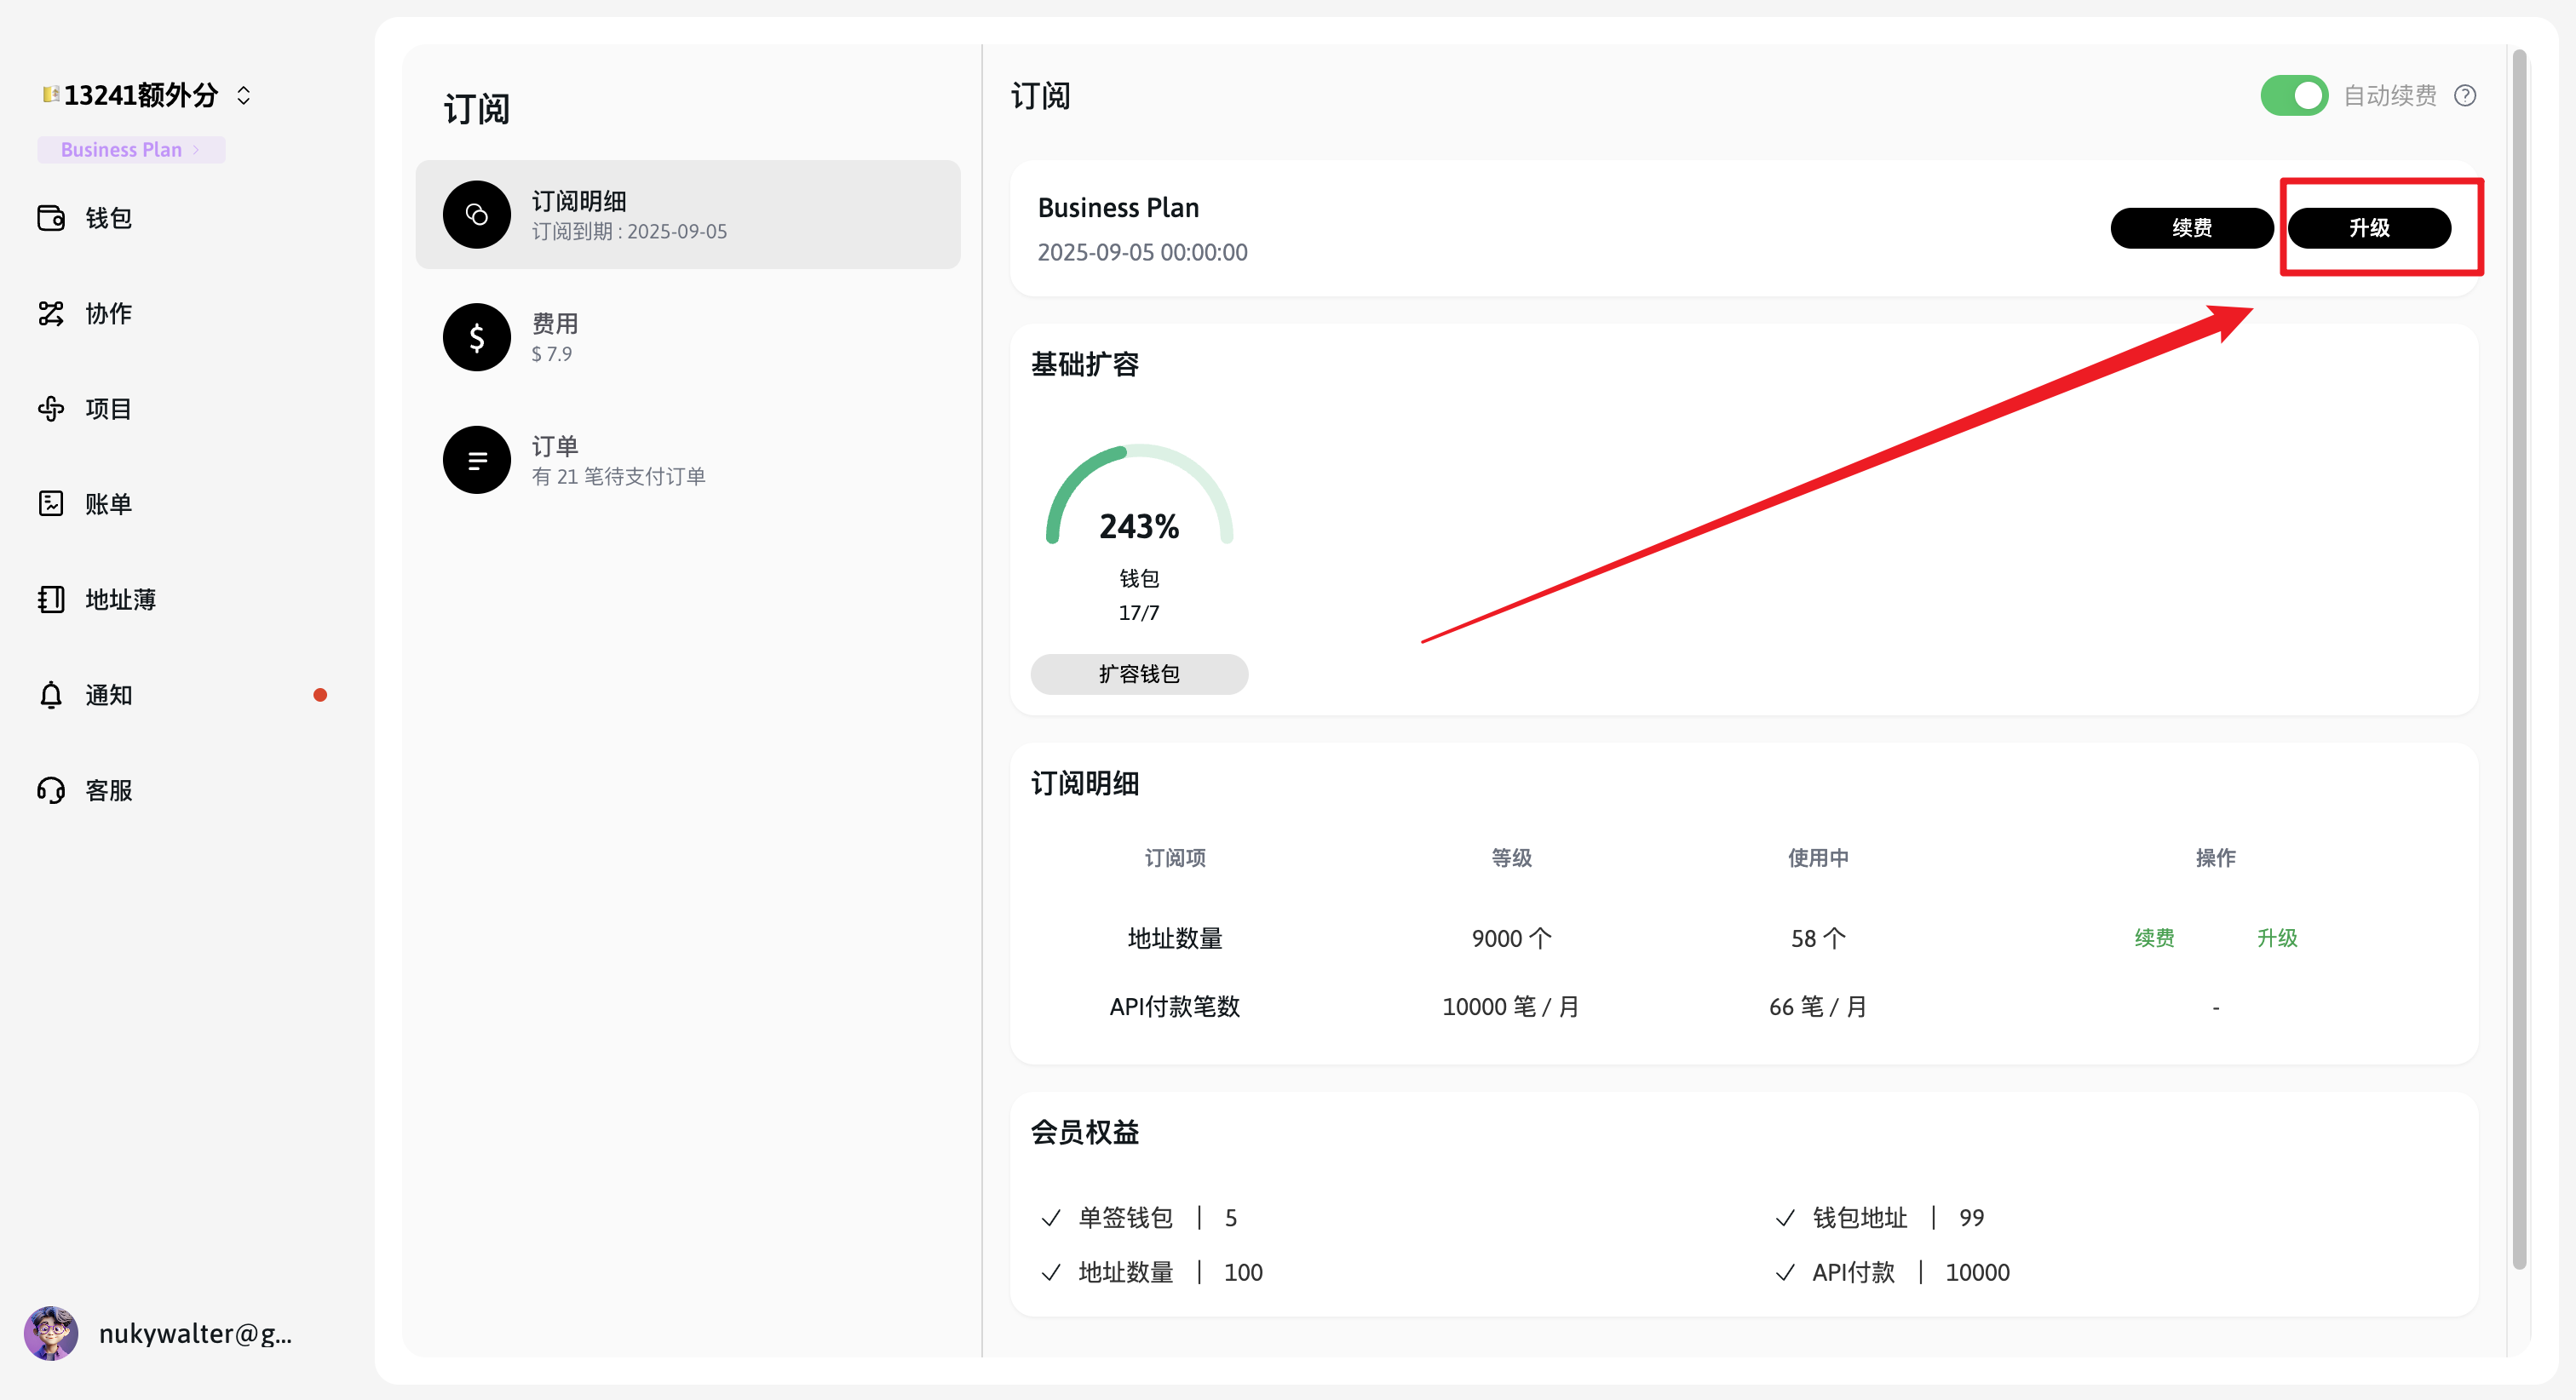 13241额外分
Business Plan
钱包
协作
项目
账单
地址薄
通知
客服
nukywalter@g...
订阅
订阅明细
订阅到期 : 2025-09-05
费用
$ 7.9
订单
有 21 笔待支付订单
订阅
自动续费
Business Plan
2025-09-05 00:00:00
续费
升级
基础扩容
243%
钱包
17/7
扩容钱包
订阅明细
订阅项 等级 使用中 操作
地址数量 9000 个 58 个 续费 升级
API付款笔数 10000 笔 / 月 66 笔 / 月 -
会员权益
单签钱包 | 5 钱包地址 | 99
地址数量 | 100 API付款 | 10000